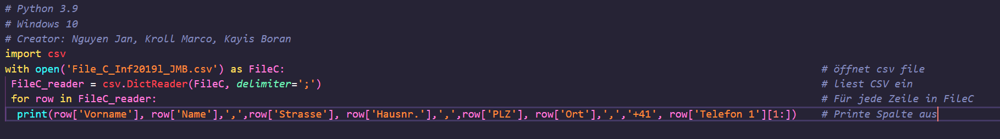 # Python 3.9
# Windows 10
# Creator: Nguyen Jan, Kroll Marco, Kayis Boran
import csv
with open('File_C_Inf2019l_JMB.csv') as FileC: # öffnet csv file
 FileC_reader = csv.DictReader(FileC, delimiter=';') # liest CSV ein
 for row in FileC_reader: # Für jede Zeile in FileC
  print(row['Vorname'], row['Name'],',',row['Strasse'], row['Hausnr.'],',',row['PLZ'], row['Ort'],',','+41', row['Telefon 1'][1:]) # Printe Spalte aus